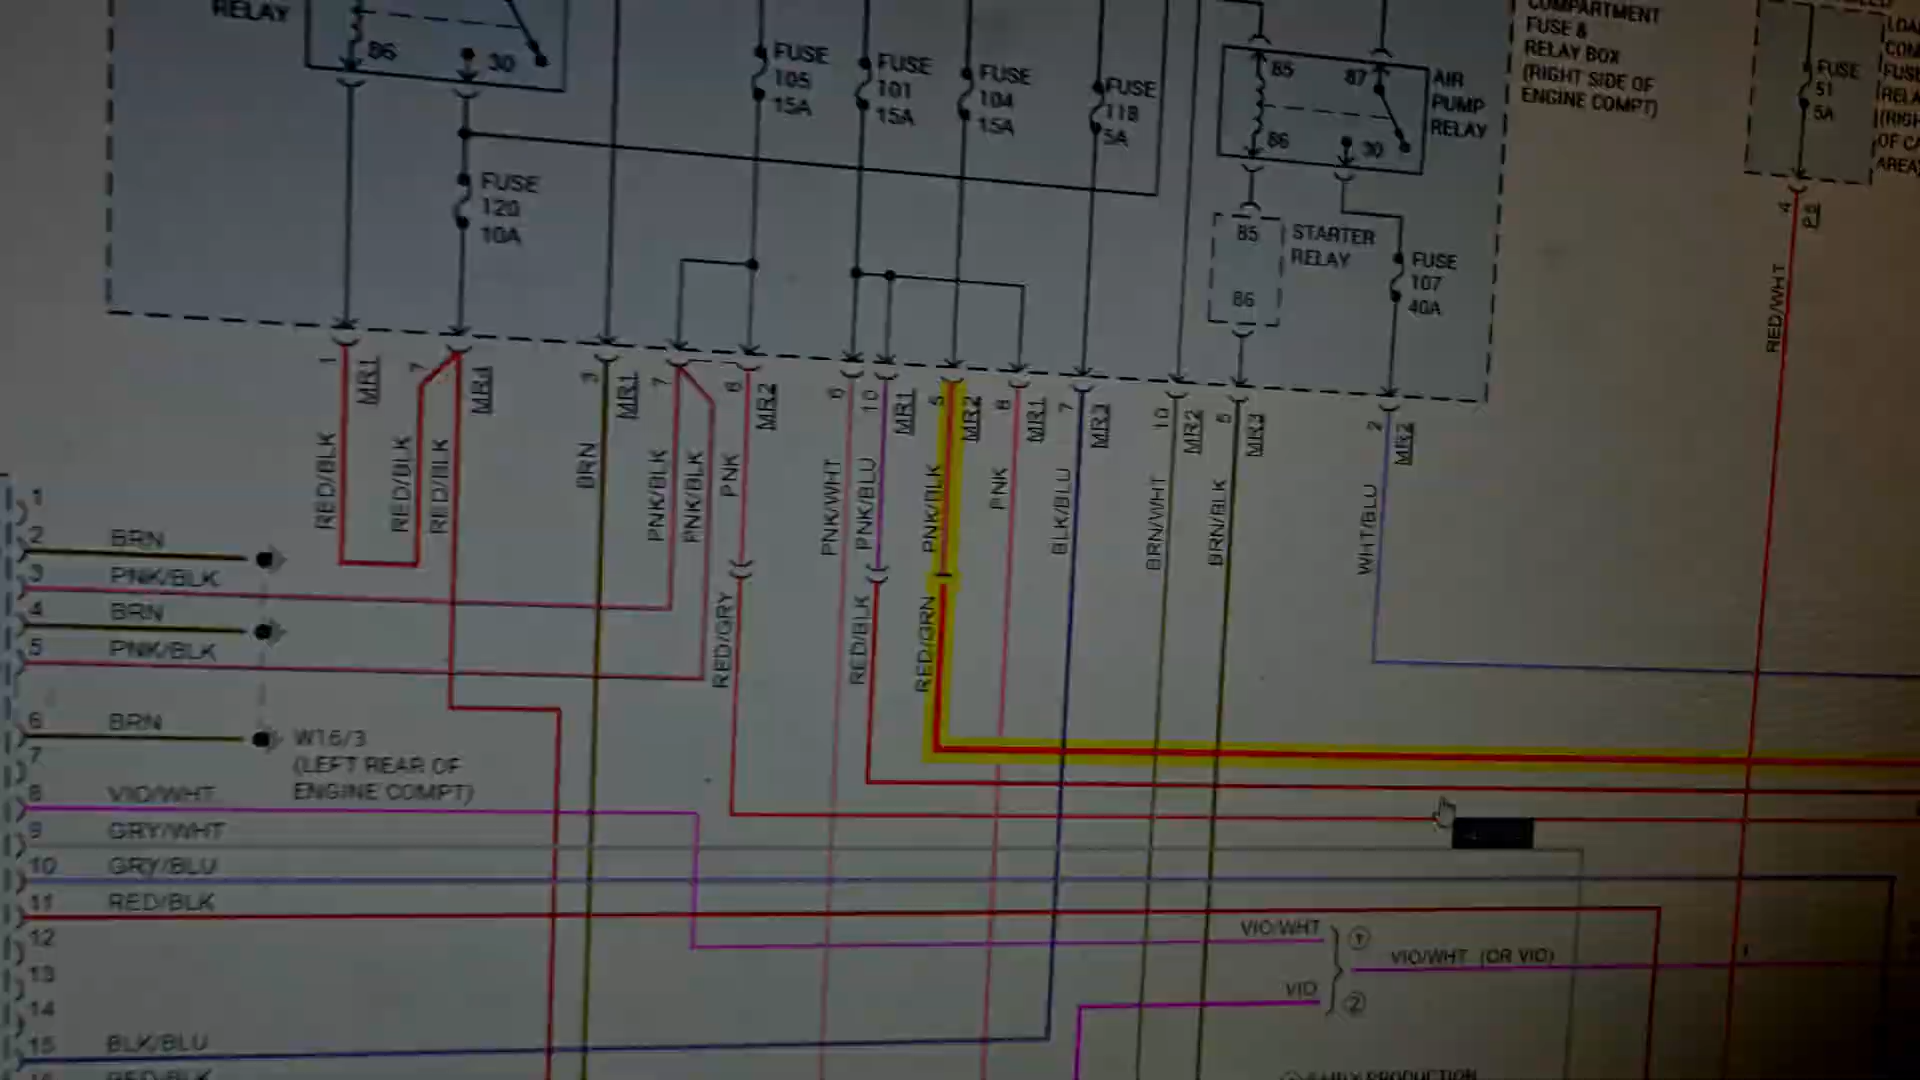 RELAY
86
30
FUSE
120
10A
FUSE
105
15A
FUSE
101
15A
FUSE
104
15A
FUSE
118
5A
85
87
86
30
AIR
PUMP
RELAY
85
86
STARTER
RELAY
FUSE
107
40A
COMPARTMENT
FUSE &
RELAY BOX
(RIGHT SIDE OF
ENGINE COMPT)
FUSE
51
5A
4
RED/WHT
1
MR1
7
3
MR1
7
6
MR2
6
10
MR1
5
MR2
8
MR1
7
MR3
10
MR2
5
MR3
2
MR2
RED/BLK
RED/BLK
RED/BLK
BRN
PNK/BLK
PNK/BLK
PNK
PNK/WHT
PNK/BLU
PNK/BLK
PNK
BLK/BLU
BRN/WHT
BRN/BLK
WHT/BLU
RED/GRY
RED/BLK
RED/GRN
1
2 BRN
3 PNK/BLK
4 BRN
5 PNK/BLK
6 BRN
7
8 VIO/WHT
9 GRY/WHT
10 GRY/BLU
11 RED/BLK
12
13
14
15 BLK/BLU
RED/BLK
W16/3
(LEFT REAR OF
ENGINE COMPT)
VIO/WHT 1
VIO/WHT (OR VIO)
VIO 2
PRODUCTION